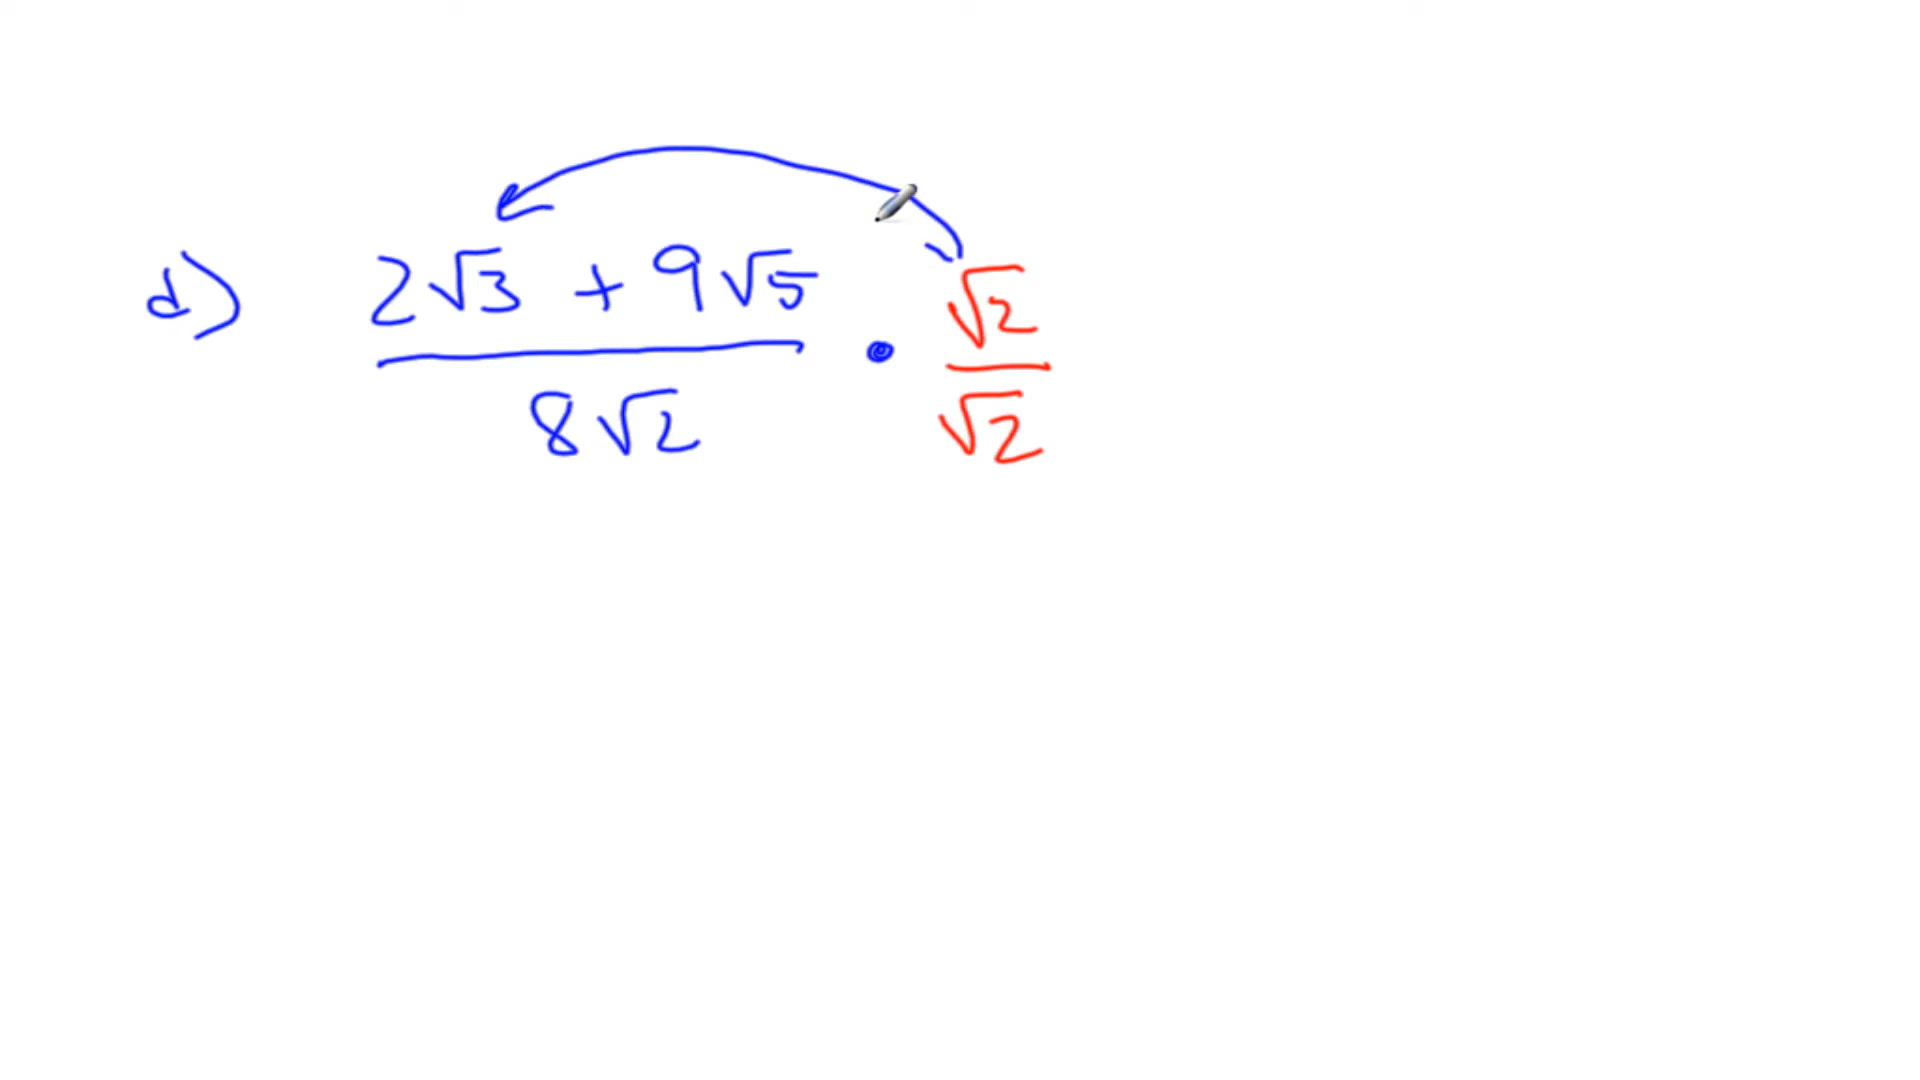 d) (2√3 + 9√5)/(8√2) • √2/√2